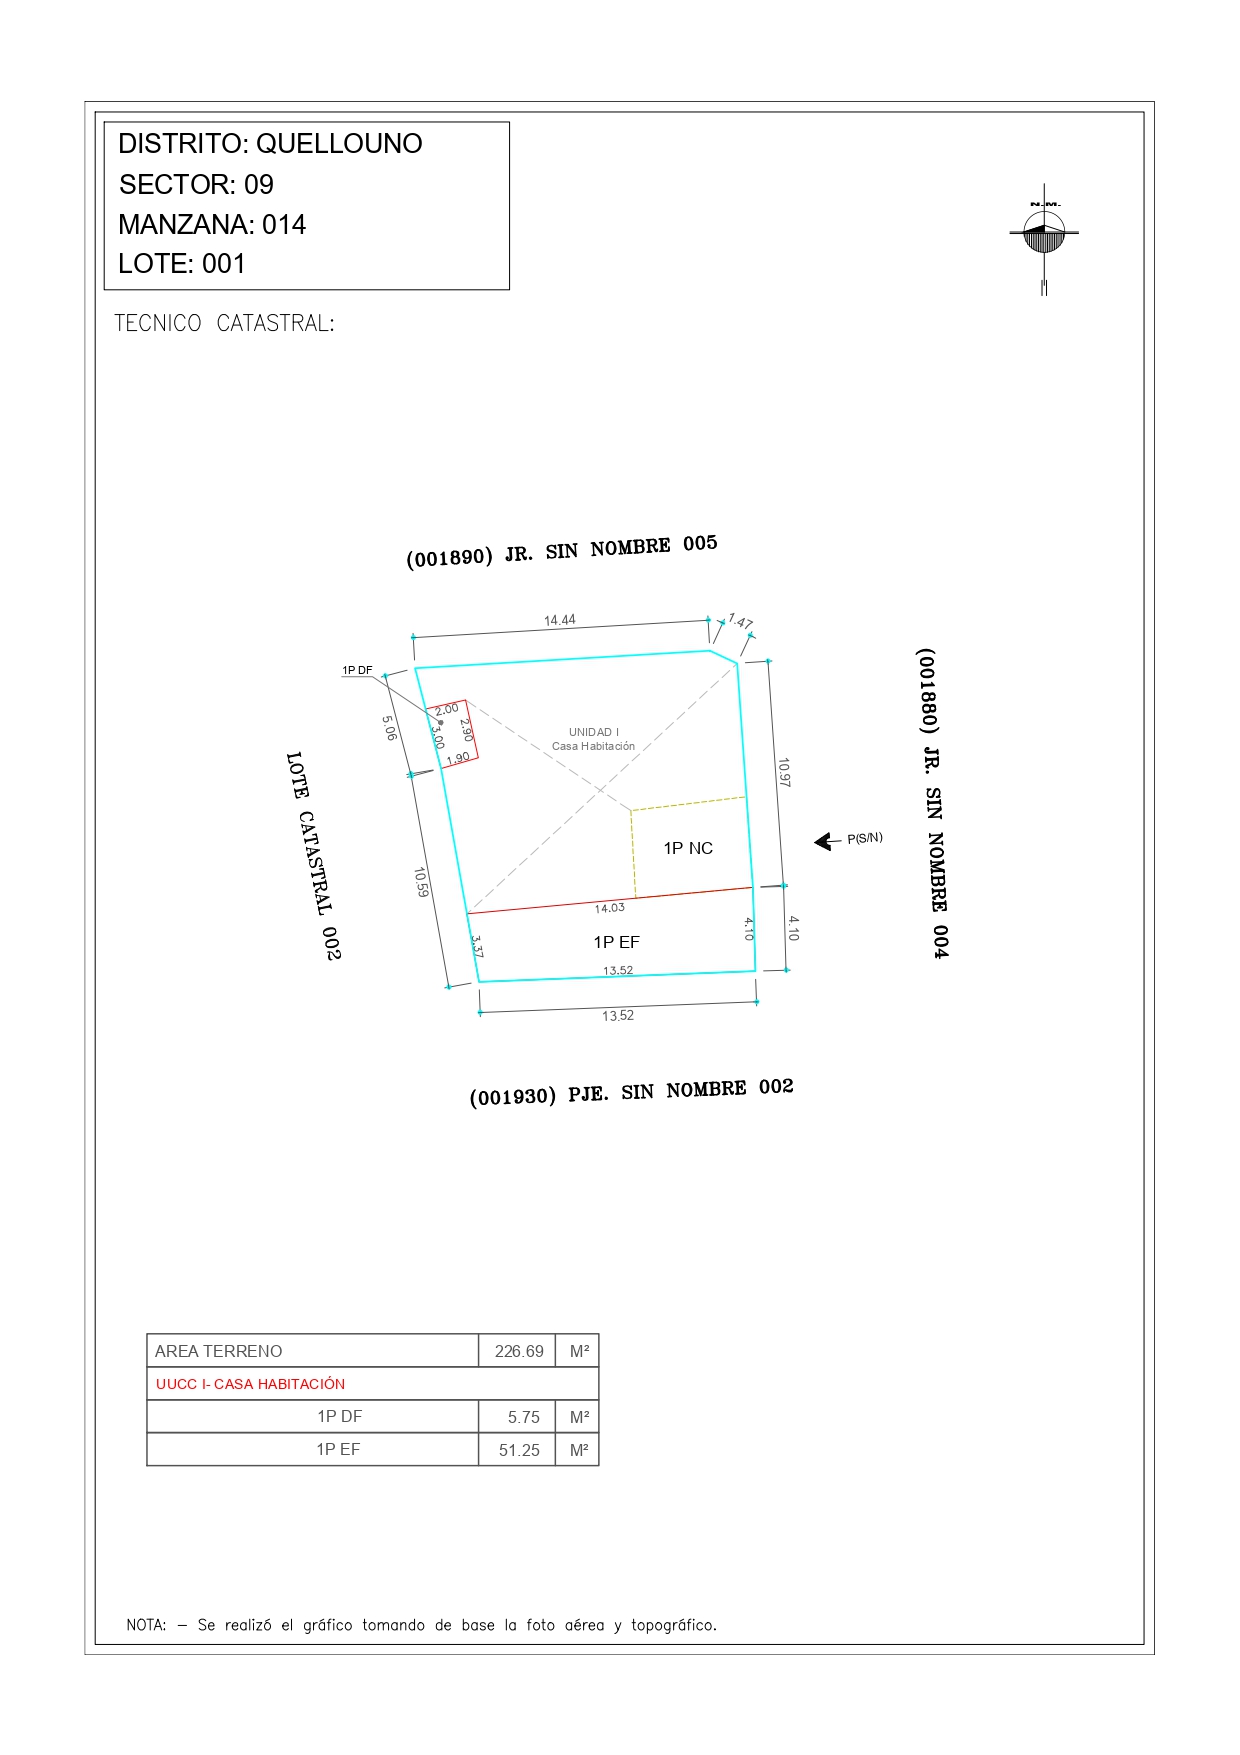 DISTRITO: QUELLOUNO
SECTOR: 09
MANZANA: 014
LOTE: 001
N.M.
TECNICO CATASTRAL:
(001890) JR. SIN NOMBRE 005
14.44
1.47
1P DF
5.06
2.00
2.90
3.00
1.90
UNIDAD I
Casa Habitación
10.97
(001880) JR. SIN NOMBRE 004
LOTE CATASTRAL 002
P(S/N)
1P NC
10.59
14.03
4.10
4.10
3.37
1P EF
13.52
13.52
(001930) PJE. SIN NOMBRE 002
AREA TERRENO 226.69 M²
UUCC I- CASA HABITACIÓN
1P DF 5.75 M²
1P EF 51.25 M²
NOTA: – Se realizó el gráfico tomando de base la foto aérea y topográfico.